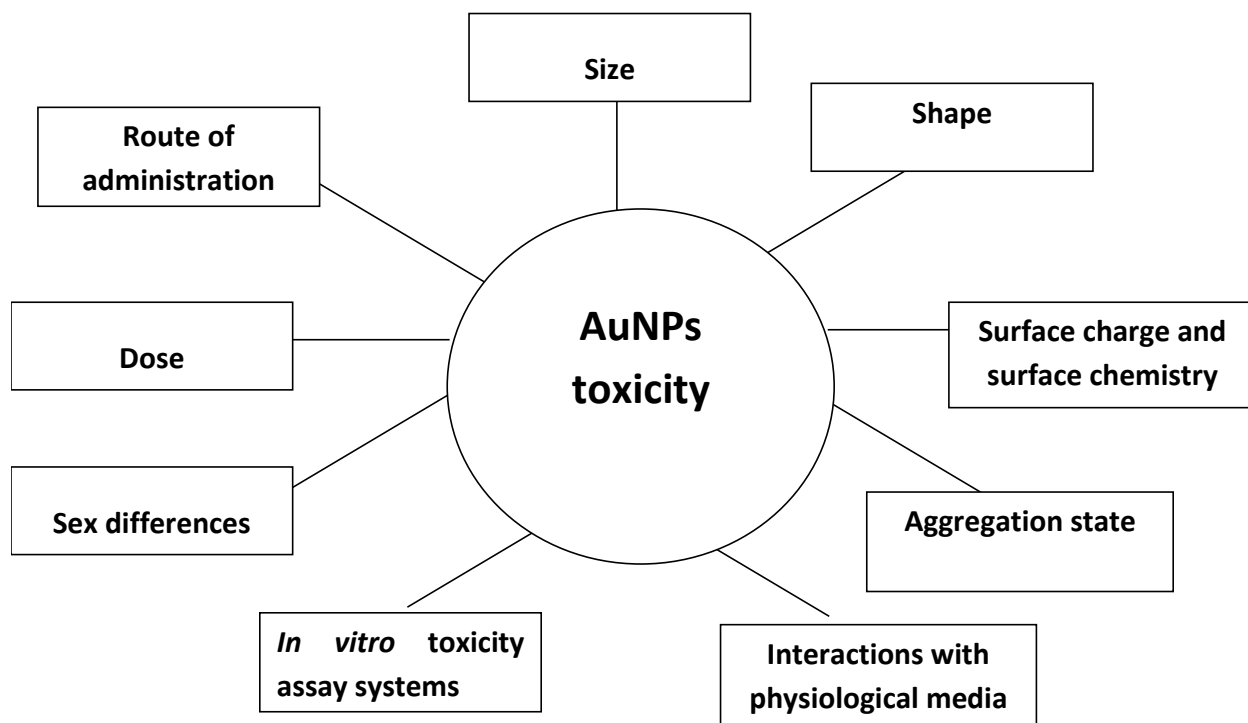 Size
Shape
Route of
administration
AuNPs
toxicity
Surface charge and
surface chemistry
Dose
Sex differences
Aggregation state
In vitro toxicity
assay systems
Interactions with
physiological media